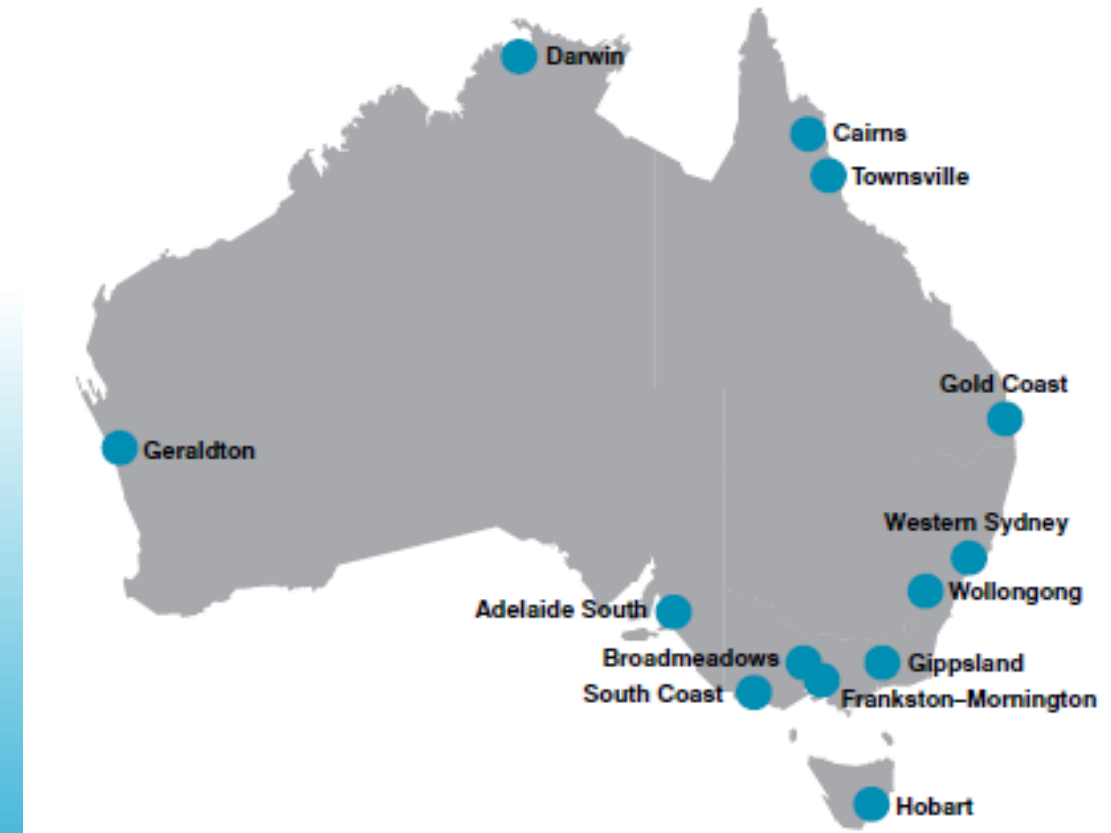 Darwin
Cairns
Townsville
Gold Coast
Geraldton
Western Sydney
Wollongong
Adelaide South
Broadmeadows
Gippsland
South Coast
Frankston–Mornington
Hobart